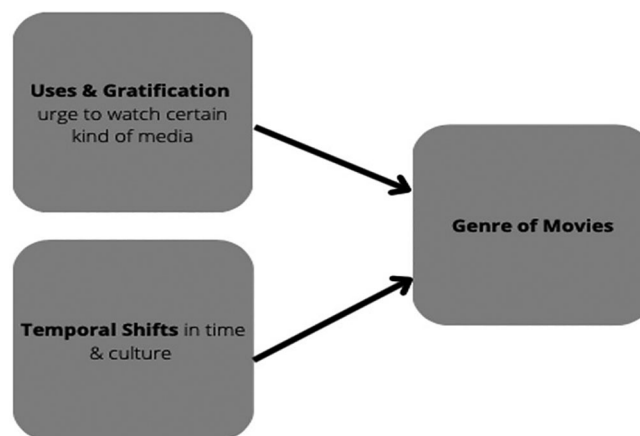 Uses & Gratification
urge to watch certain
kind of media
Genre of Movies
Temporal Shifts in time
& culture